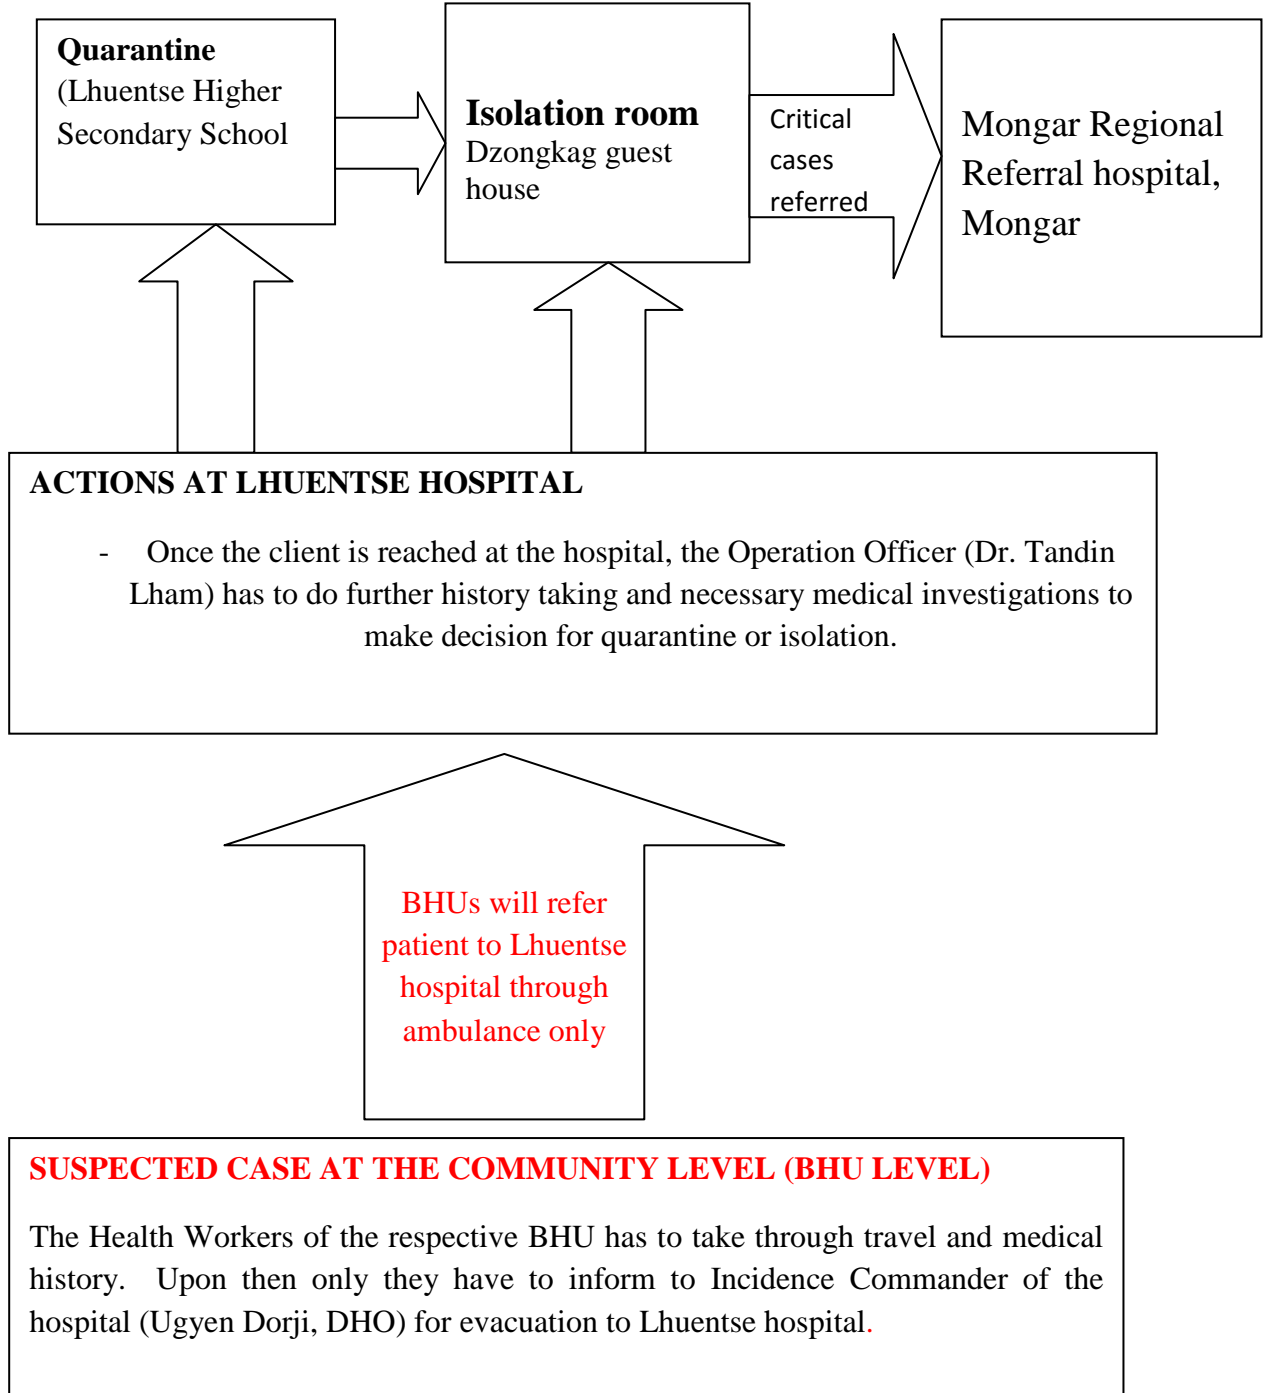 Quarantine
(Lhuentse Higher
Secondary School
Isolation room
Dzongkag guest
house
Critical
cases
referred
Mongar Regional
Referral hospital,
Mongar
ACTIONS AT LHUENTSE HOSPITAL
- Once the client is reached at the hospital, the Operation Officer (Dr. Tandin
Lham) has to do further history taking and necessary medical investigations to
make decision for quarantine or isolation.
BHUs will refer
patient to Lhuentse
hospital through
ambulance only
SUSPECTED CASE AT THE COMMUNITY LEVEL (BHU LEVEL)
The Health Workers of the respective BHU has to take through travel and medical
history. Upon then only they have to inform to Incidence Commander of the
hospital (Ugyen Dorji, DHO) for evacuation to Lhuentse hospital.